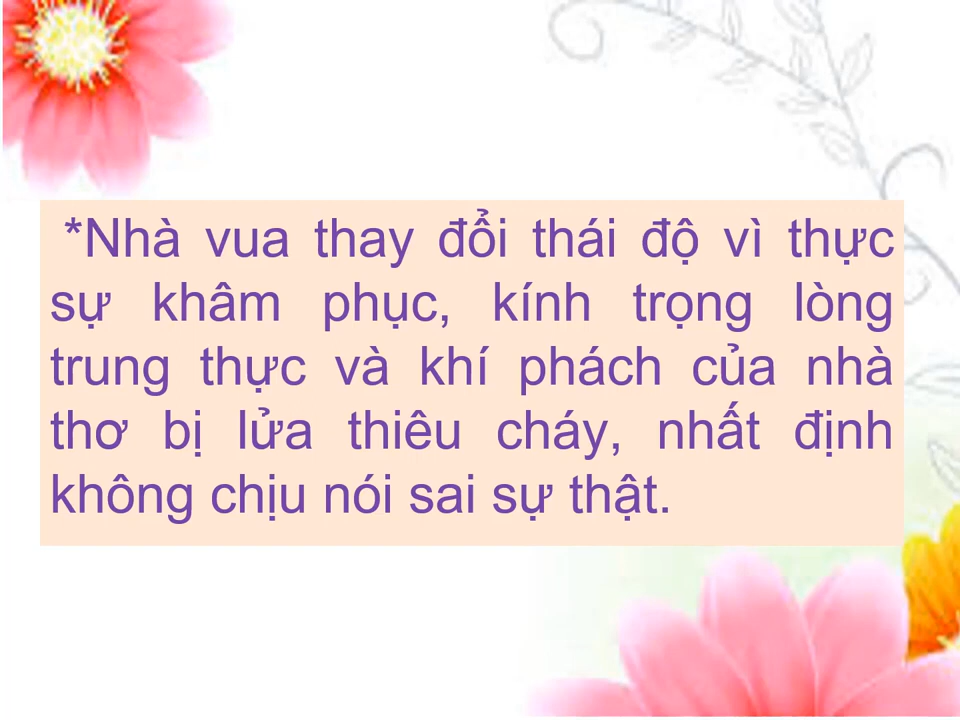 *Nhà vua thay đổi thái độ vì thực
sự khâm phục, kính trọng lòng
trung thực và khí phách của nhà
thơ bị lửa thiêu cháy, nhất định
không chịu nói sai sự thật.